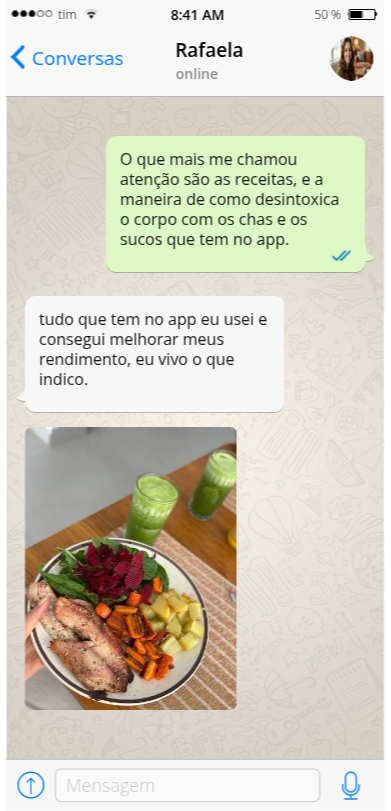 tim
8:41 AM
50 %
Conversas
Rafaela
online
O que mais me chamou
atenção são as receitas, e a
maneira de como desintoxica
o corpo com os chas e os
sucos que tem no app.
tudo que tem no app eu usei e
consegui melhorar meus
rendimento, eu vivo o que
indico.
Mensagem